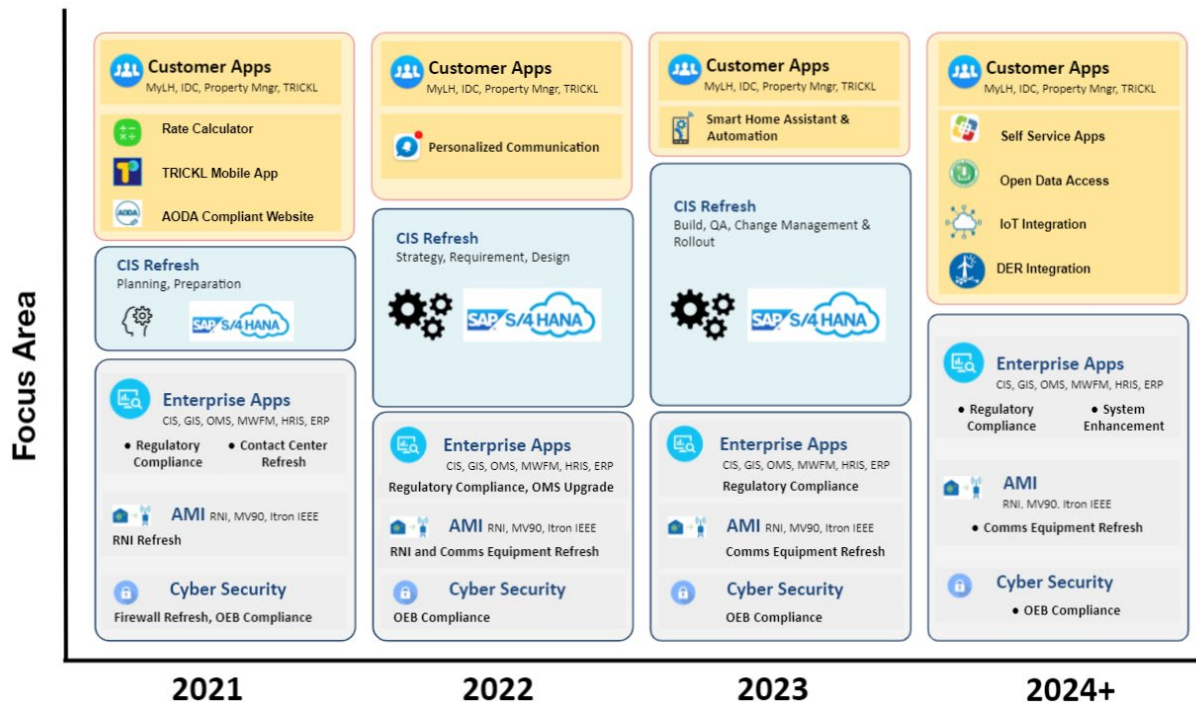 Focus Area
Customer Apps
MyLH, IDC, Property Mngr, TRICKL
Rate Calculator
TRICKL Mobile App
AODA
AODA Compliant Website
CIS Refresh
Planning, Preparation
SAP S/4 HANA
Enterprise Apps
CIS, GIS, OMS, MWFM, HRIS, ERP
● Regulatory Compliance
● Contact Center Refresh
AMI RNI, MV90, Itron IEEE
RNI Refresh
Cyber Security
Firewall Refresh, OEB Compliance
2021
Customer Apps
MyLH, IDC, Property Mngr, TRICKL
Personalized Communication
CIS Refresh
Strategy, Requirement, Design
SAP S/4 HANA
Enterprise Apps
CIS, GIS, OMS, MWFM, HRIS, ERP
Regulatory Compliance, OMS Upgrade
AMI RNI, MV90, Itron IEEE
RNI and Comms Equipment Refresh
Cyber Security
OEB Compliance
2022
Customer Apps
MyLH, IDC, Property Mngr, TRICKL
Smart Home Assistant &
Automation
CIS Refresh
Build, QA, Change Management &
Rollout
SAP S/4 HANA
Enterprise Apps
CIS, GIS, OMS, MWFM, HRIS, ERP
Regulatory Compliance
AMI RNI, MV90, Itron IEEE
Comms Equipment Refresh
Cyber Security
OEB Compliance
2023
Customer Apps
MyLH, IDC, Property Mngr, TRICKL
Self Service Apps
Open Data Access
IoT Integration
DER Integration
Enterprise Apps
CIS, GIS, OMS, MWFM, HRIS, ERP
● Regulatory Compliance
● System Enhancement
AMI
RNI, MV90, Itron IEEE
● Comms Equipment Refresh
Cyber Security
● OEB Compliance
2024+